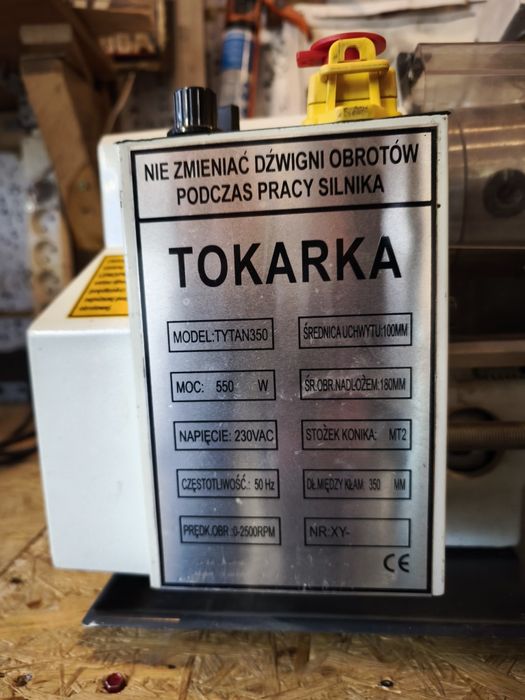 NIE ZMIENIAĆ DŹWIGNI OBROTÓW
PODCZAS PRACY SILNIKA
TOKARKA
MODEL:TYTAN350
ŚREDNICA UCHWYTU:100MM
MOC: 550 W
ŚR.OBR.NADŁOŻEM:180MM
NAPIĘCIE: 230VAC
STOŻEK KONIKA: MT2
CZĘSTOTLIWOŚĆ.: 50 Hz
DŁ.MIĘDZY KŁAM: 350 MM
PRĘDK.OBR :0-2500RPM
NR:XY-
CE